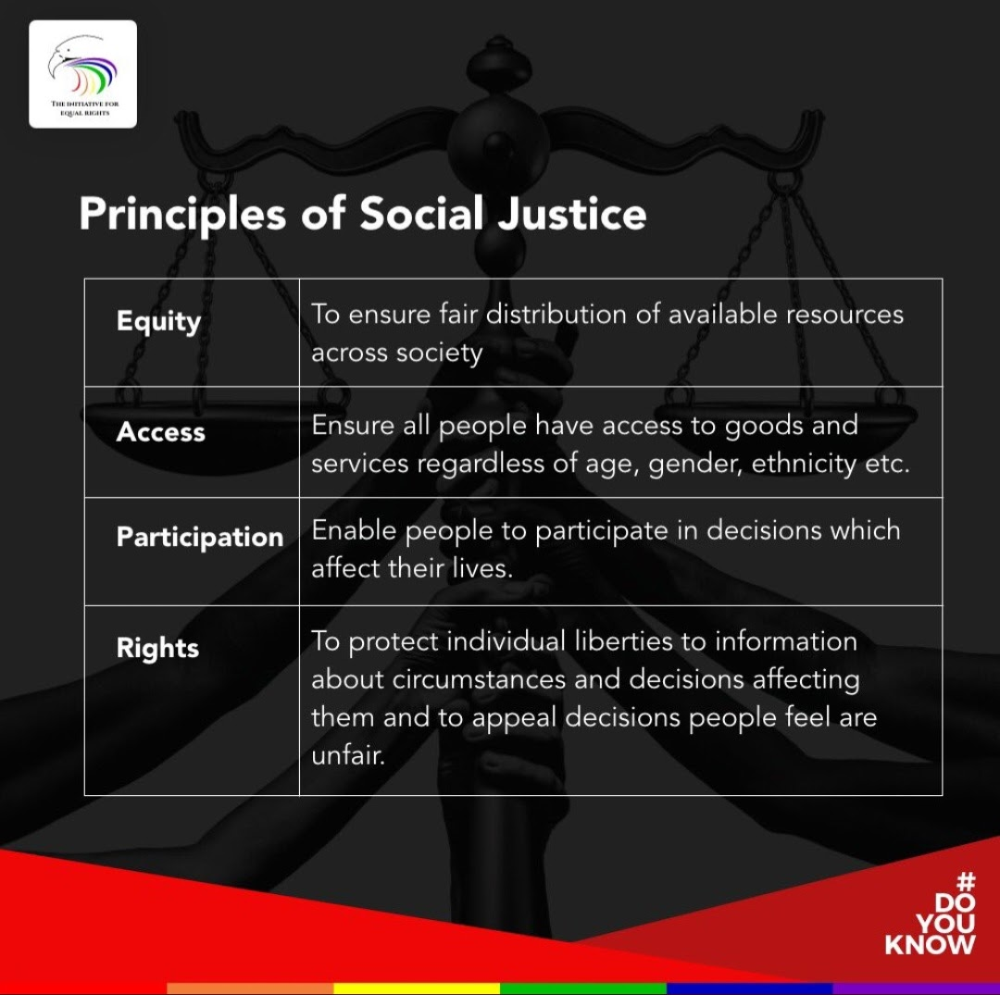 THE INITIATIVE FOR
EQUAL RIGHTS
Principles of Social Justice
Equity
To ensure fair distribution of available resources
across society
Access
Ensure all people have access to goods and
services regardless of age, gender, ethnicity etc.
Participation
Enable people to participate in decisions which
affect their lives.
Rights
To protect individual liberties to information
about circumstances and decisions affecting
them and to appeal decisions people feel are
unfair.
#
DO
YOU
KNOW